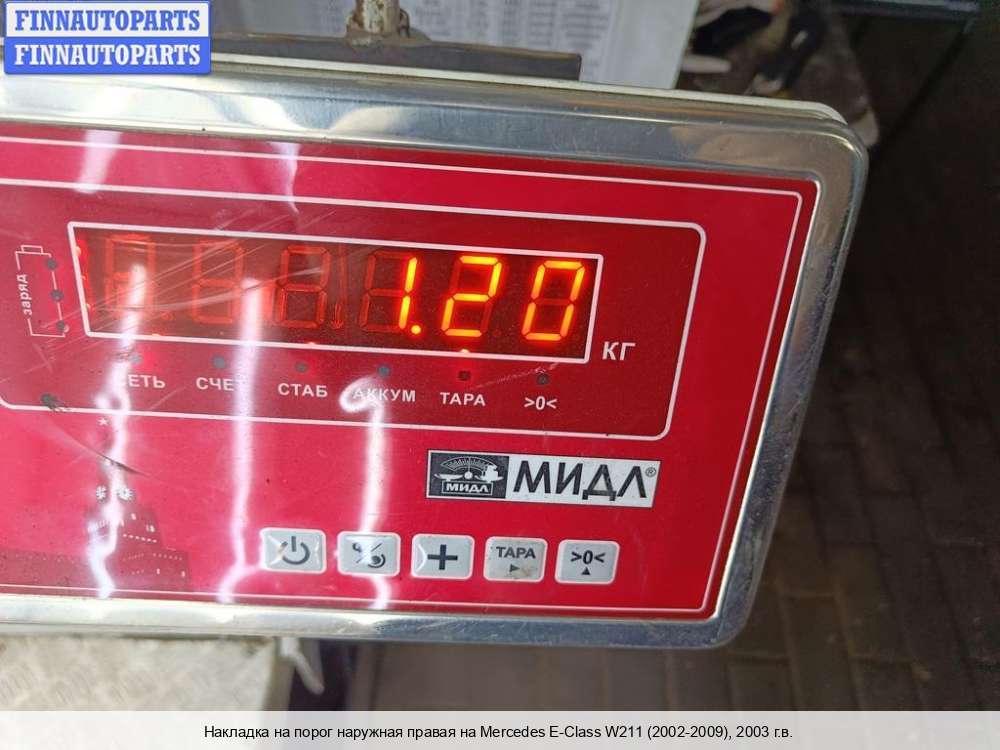 FINNAUTOPARTS
FINNAUTOPARTS
заряд
1.20
КГ
СЕТЬ СЧЕТ СТАБ АККУМ ТАРА >0<
МИДЛ МИДЛ®
ТАРА >0<
Накладка на порог наружная правая на Mercedes E-Class W211 (2002-2009), 2003 г.в.